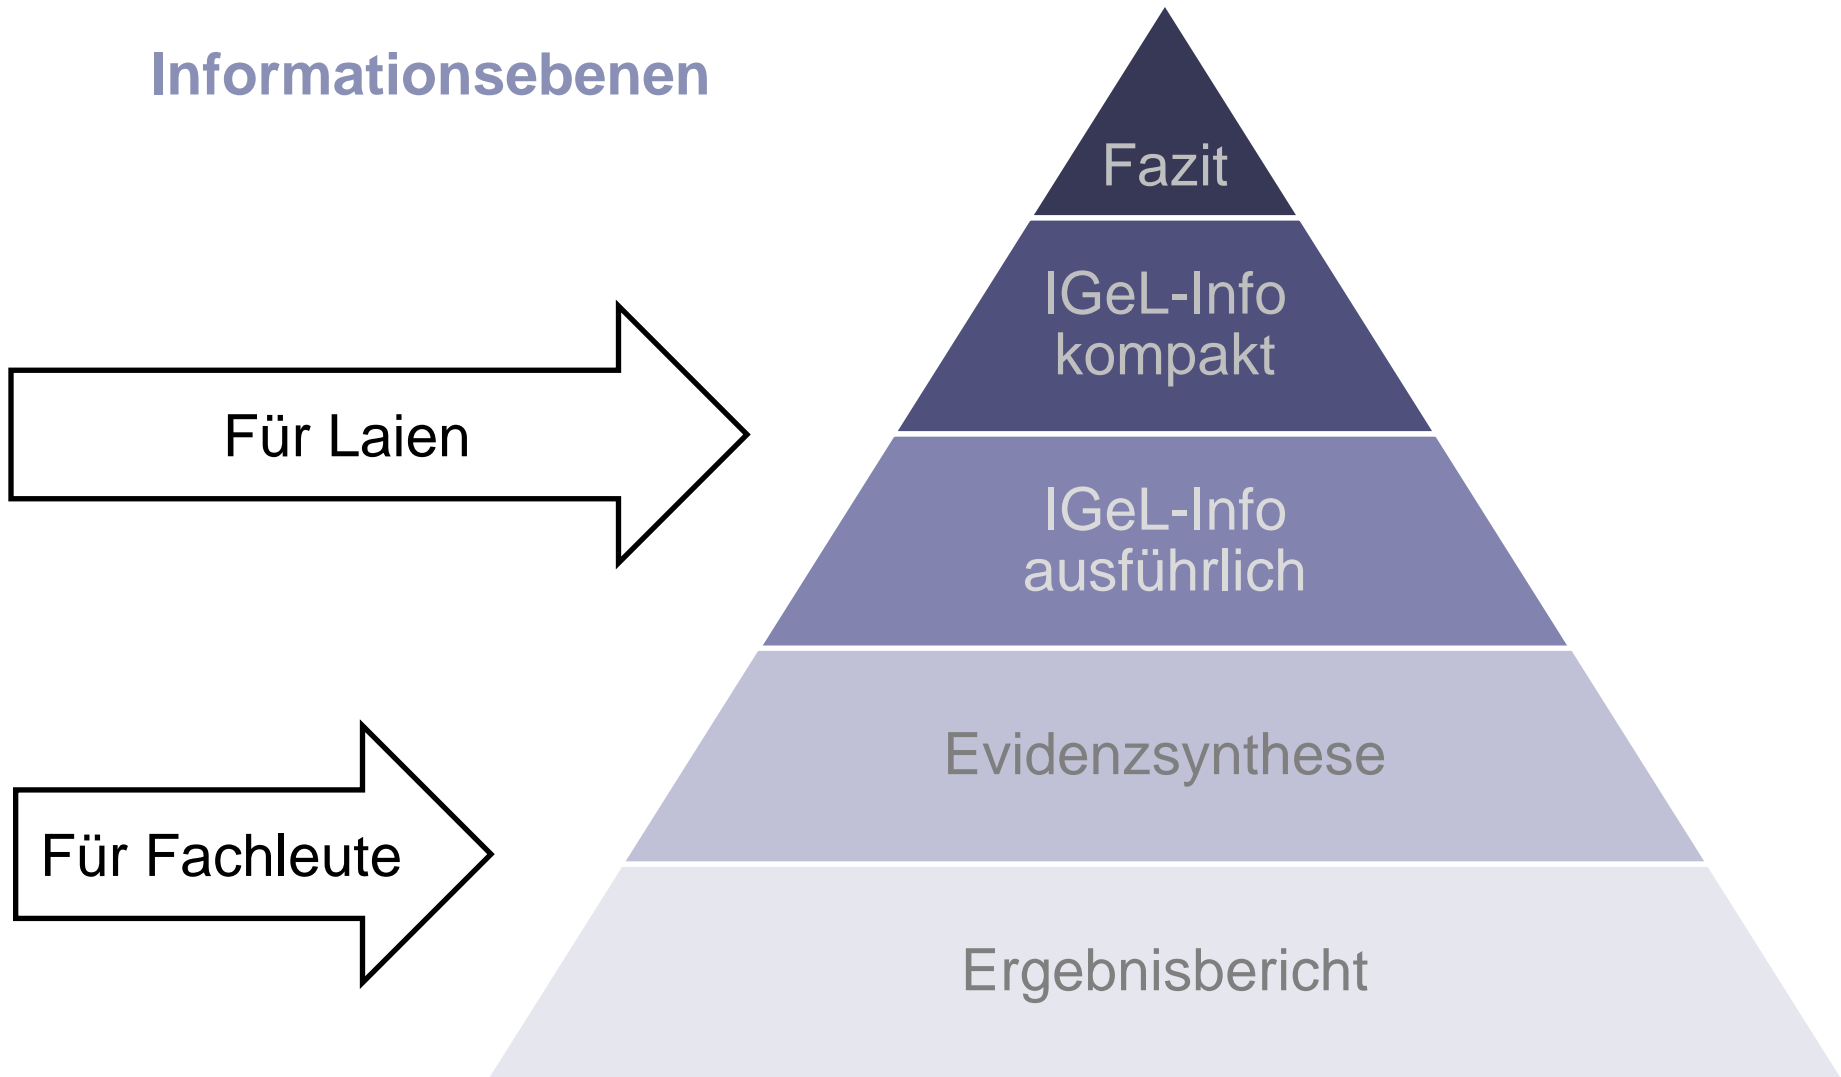 Informationsebenen
Fazit
IGeL-Info
kompakt
Für Laien
IGeL-Info
ausführlich
Evidenzsynthese
Für Fachleute
Ergebnisbericht